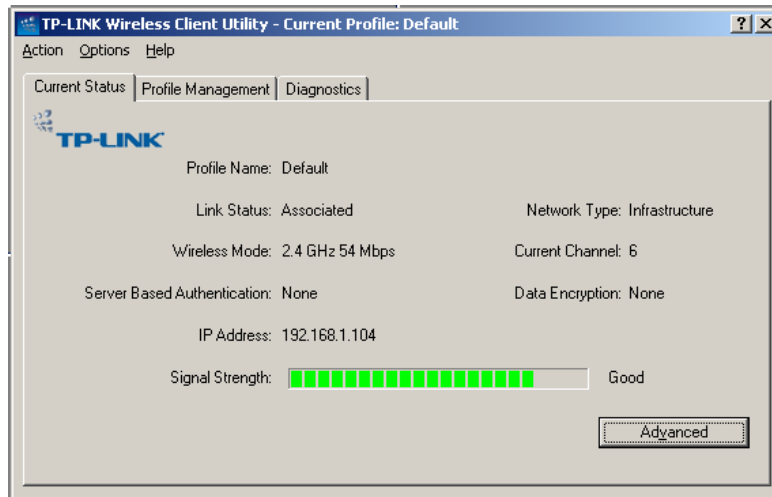 TP-LINK Wireless Client Utility - Current Profile: Default
Action Options Help
Current Status Profile Management Diagnostics
TP-LINK
Profile Name: Default
Link Status: Associated Network Type: Infrastructure
Wireless Mode: 2.4 GHz 54 Mbps Current Channel: 6
Server Based Authentication: None Data Encryption: None
IP Address: 192.168.1.104
Signal Strength: Good
Advanced